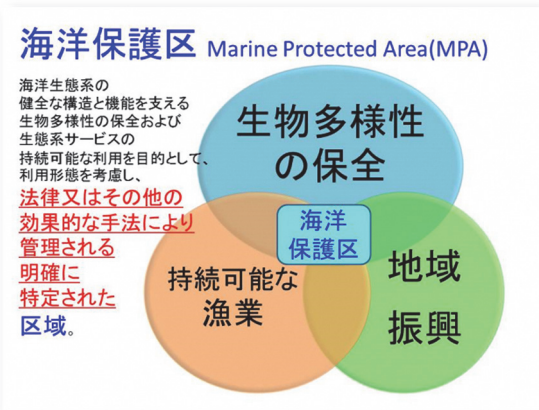 海洋保護区 Marine Protected Area(MPA)
海洋生態系の
健全な構造と機能を支える
生物多様性の保全および
生態系サービスの
持続可能な利用を目的として、
利用形態を考慮し、
法律又はその他の
効果的な手法により
管理される
明確に
特定された
区域。
生物多様性
の保全
海洋
保護区
持続可能な
漁業
地域
振興